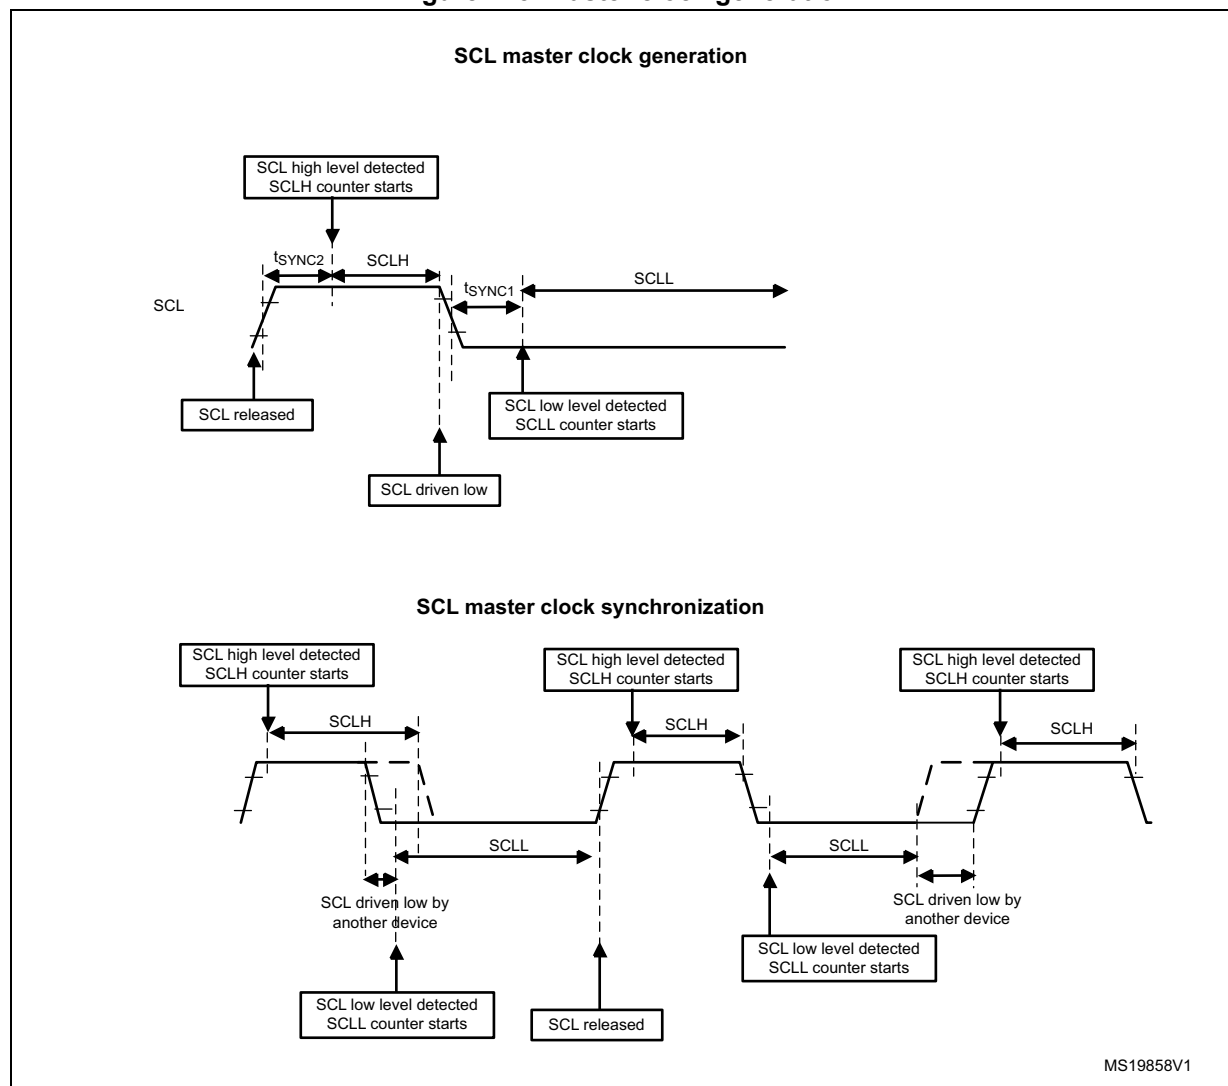 SCL master clock generation
SCL high level detected
SCLH counter starts
tSYNC2
SCLH
SCL
tSYNC1
SCLL
SCL released
SCL low level detected
SCLL counter starts
SCL driven low
SCL master clock synchronization
SCL high level detected
SCLH counter starts
SCL high level detected
SCLH counter starts
SCL high level detected
SCLH counter starts
SCLH
SCLH
SCLH
SCLL
SCLL
SCL driven low by
another device
SCL driven low by
another device
SCL low level detected
SCLL counter starts
SCL low level detected
SCLL counter starts
SCL released
MS19858V1